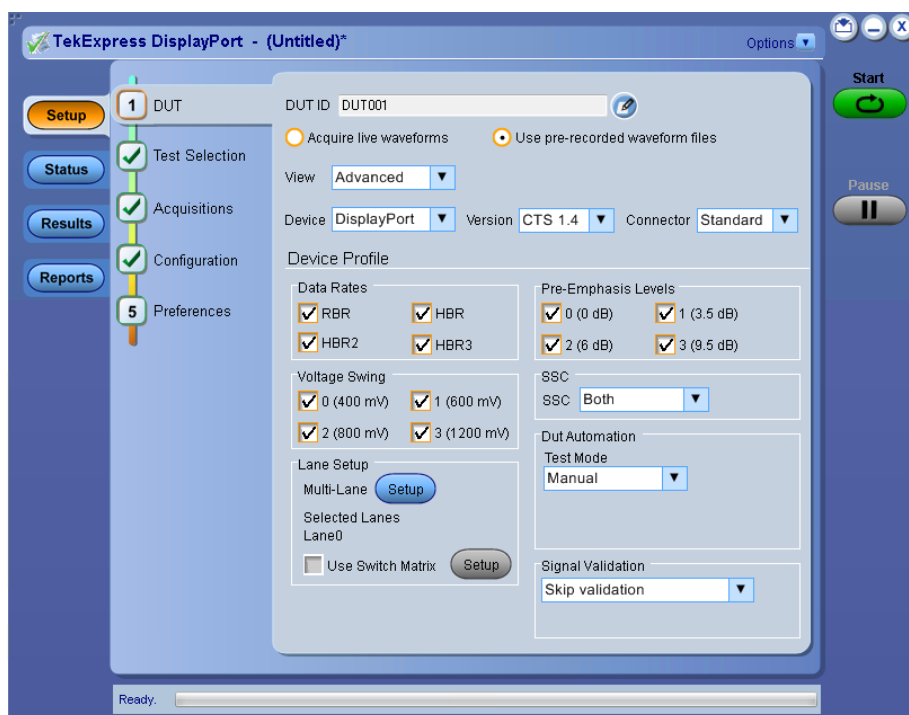 TekExpress DisplayPort - (Untitled)*
Options
x
Start
Pause
Setup
Status
Results
Reports
1 DUT
Test Selection
Acquisitions
Configuration
5 Preferences
DUT ID DUT001
Acquire live waveforms Use pre-recorded waveform files
View Advanced
Device DisplayPort Version CTS 1.4 Connector Standard
Device Profile
Data Rates
RBR HBR
HBR2 HBR3
Voltage Swing
0 (400 mV) 1 (600 mV)
2 (800 mV) 3 (1200 mV)
Lane Setup
Multi-Lane Setup
Selected Lanes
Lane0
Use Switch Matrix Setup
Pre-Emphasis Levels
0 (0 dB) 1 (3.5 dB)
2 (6 dB) 3 (9.5 dB)
SSC
SSC Both
Dut Automation
Test Mode
Manual
Signal Validation
Skip validation
Ready.